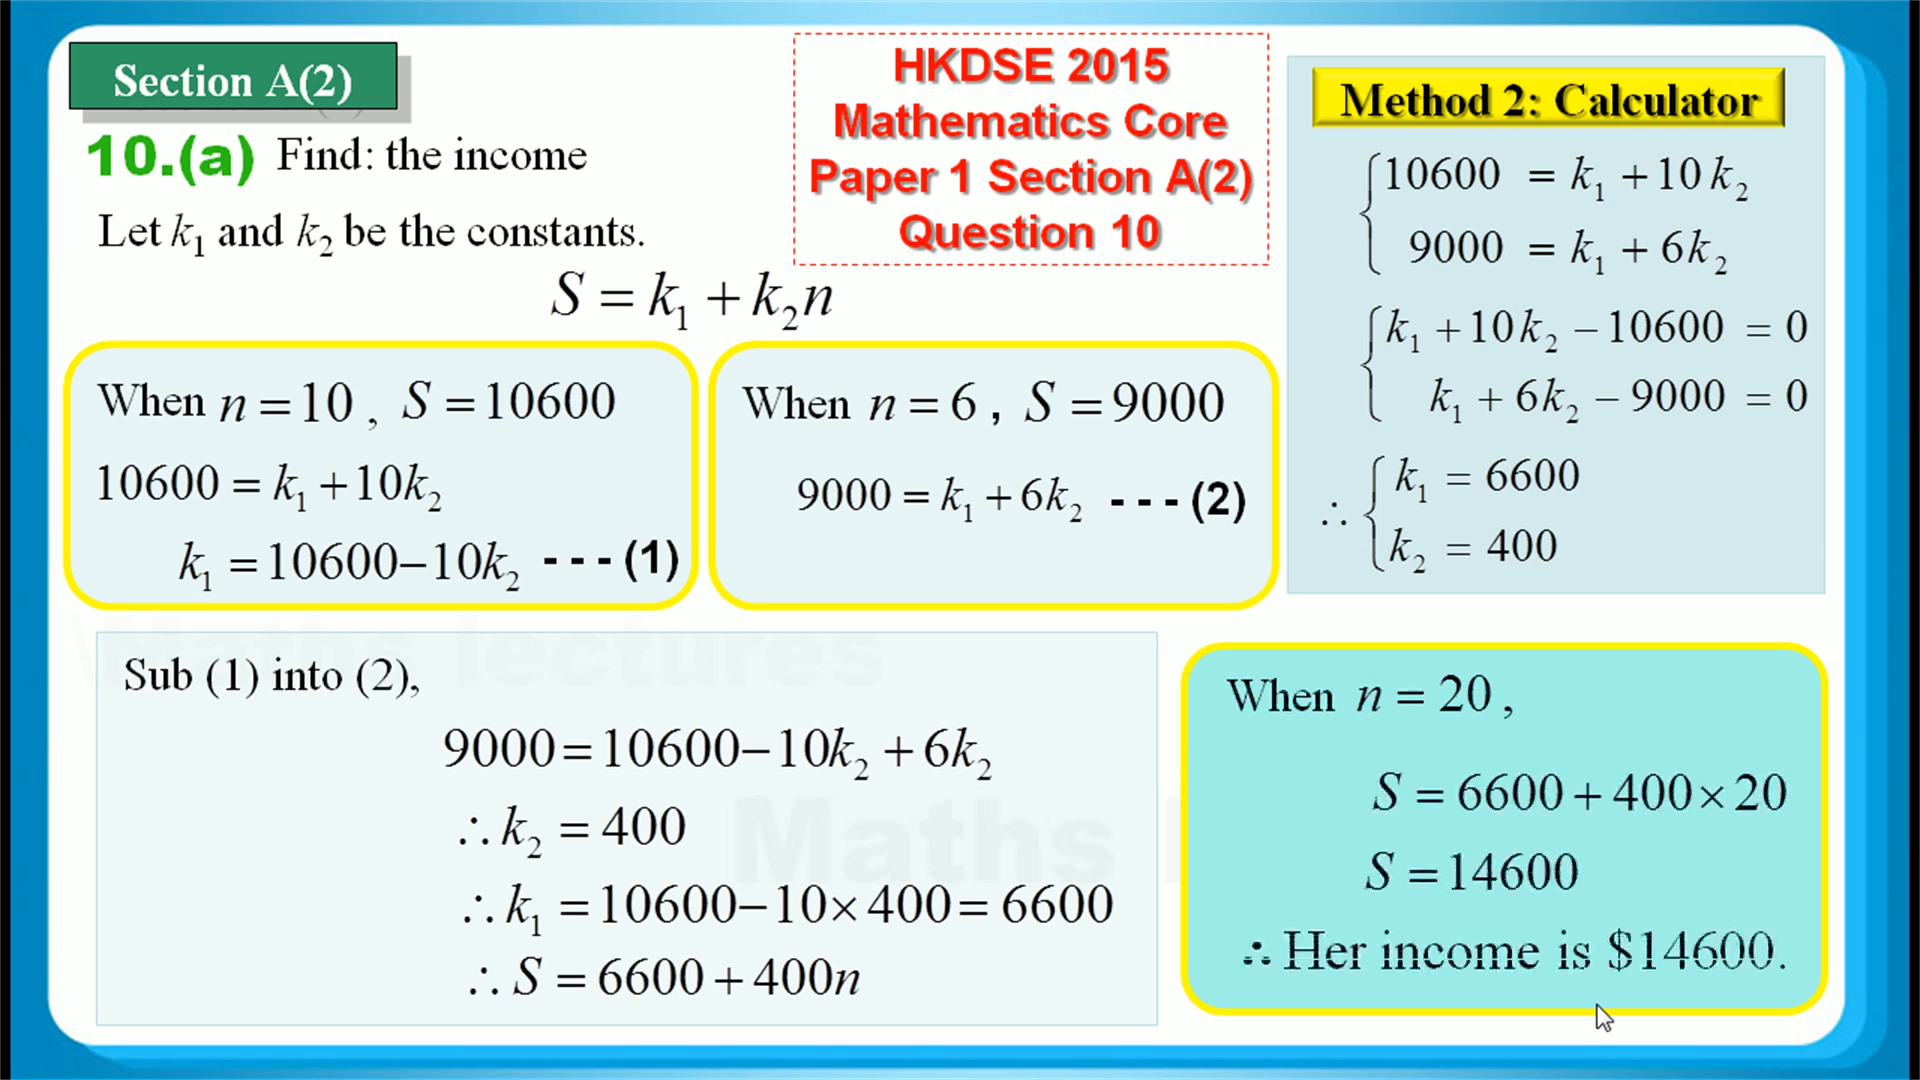 Section A(2)
10.(a) Find: the income
Let k₁ and k₂ be the constants.
S = k₁ + k₂n
HKDSE 2015
Mathematics Core
Paper 1 Section A(2)
Question 10
When n = 10 , S = 10600
10600 = k₁ + 10k₂
k₁ = 10600 − 10k₂ - - - (1)
When n = 6 , S = 9000
9000 = k₁ + 6k₂ - - - (2)
Method 2: Calculator
10600 = k₁ + 10k₂
9000 = k₁ + 6k₂
k₁ + 10k₂ − 10600 = 0
k₁ + 6k₂ − 9000 = 0
∴ k₁ = 6600
k₂ = 400
Maths lectures
Sub (1) into (2),
9000 = 10600 − 10k₂ + 6k₂
∴ k₂ = 400
∴ k₁ = 10600 − 10 × 400 = 6600
∴ S = 6600 + 400n
Maths
When n = 20 ,
S = 6600 + 400 × 20
S = 14600
∴ Her income is $14600.